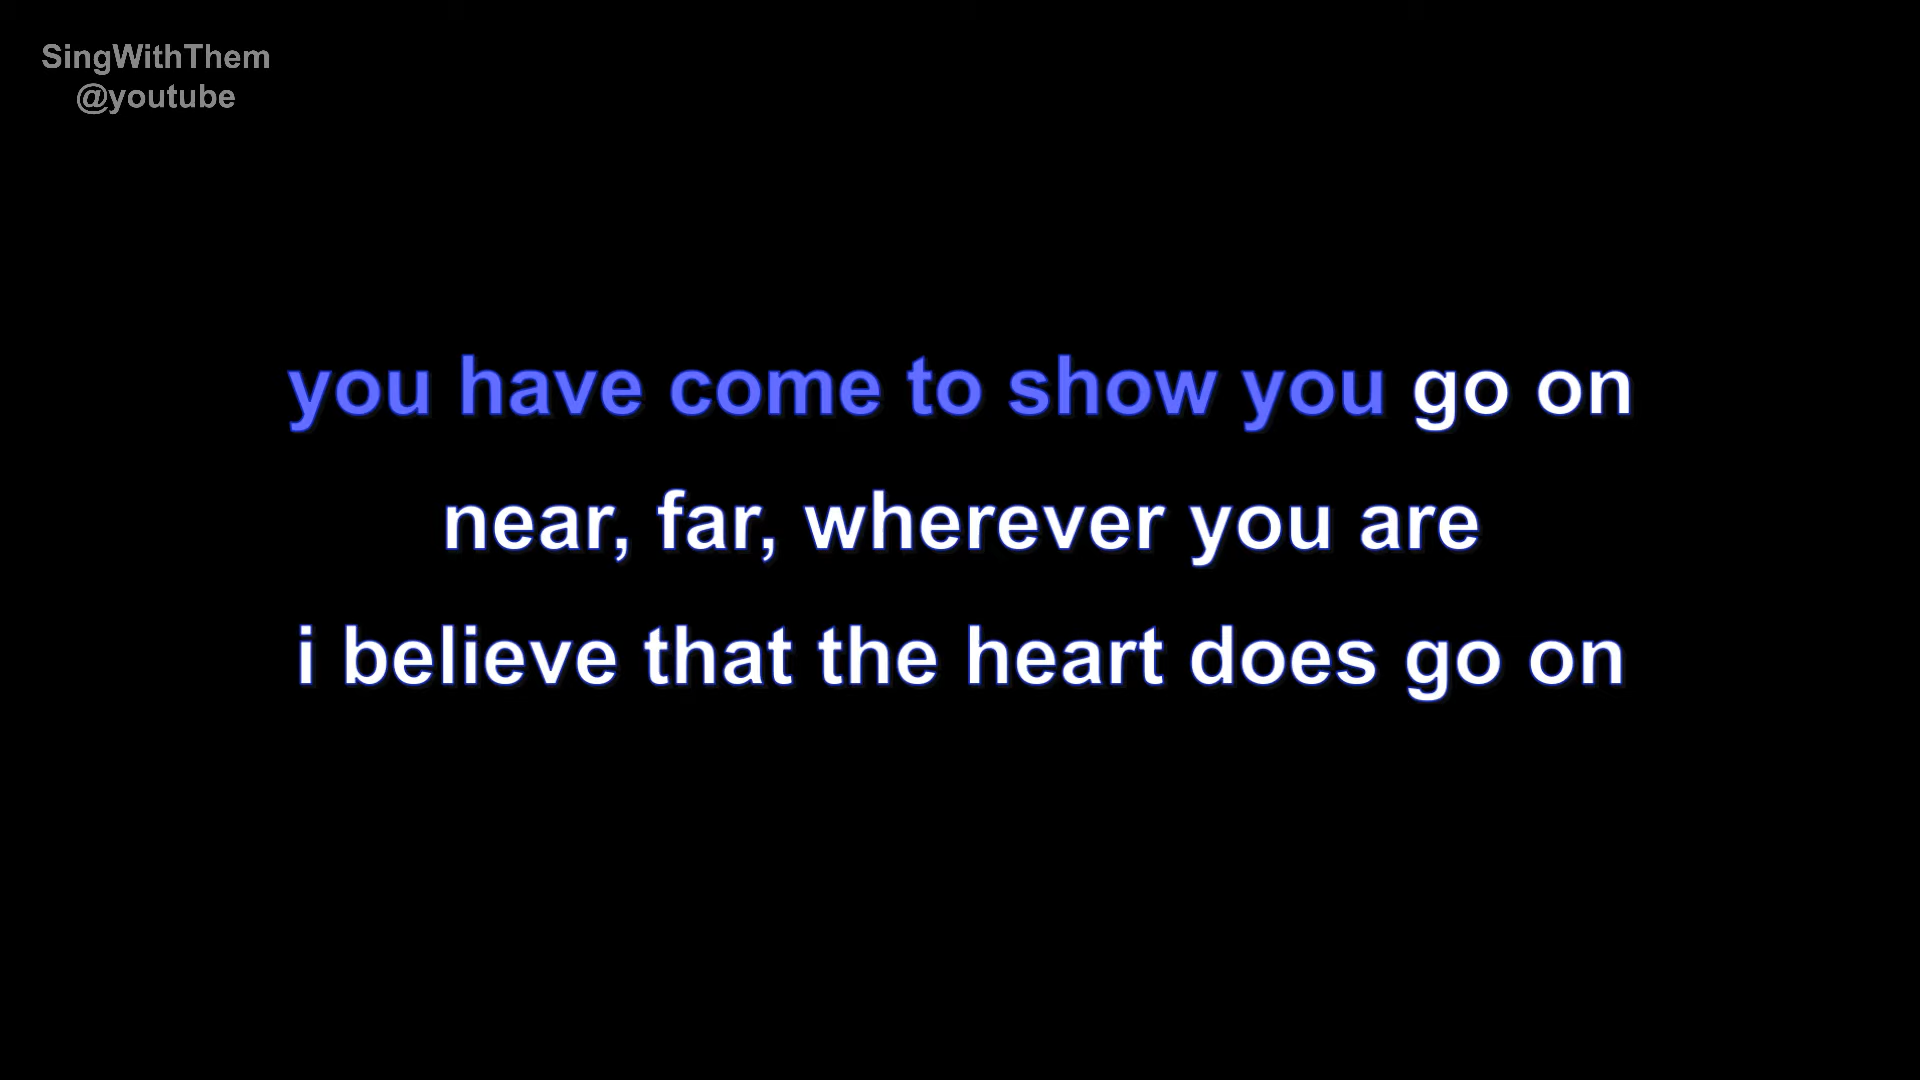 SingWithThem
@youtube
you have come to show you go on
near, far, wherever you are
i believe that the heart does go on